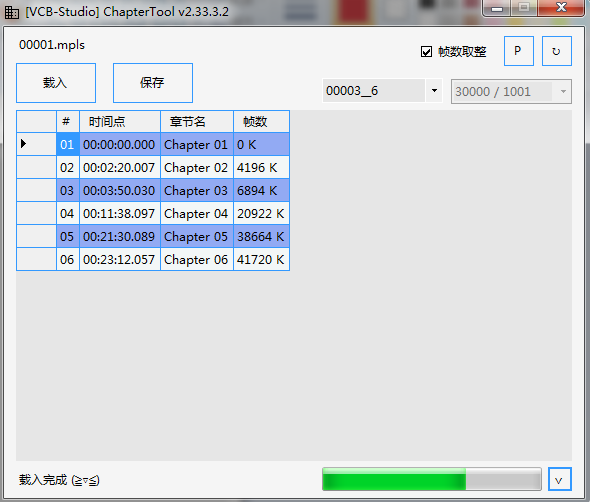 [VCB-Studio] ChapterTool v2.33.3.2
00001.mpls
帧数取整
P
↻
载入
保存
00003__6
30000 / 1001
# 时间点 章节名 帧数
01 00:00:00.000 Chapter 01 0 K
02 00:02:20.007 Chapter 02 4196 K
03 00:03:50.030 Chapter 03 6894 K
04 00:11:38.097 Chapter 04 20922 K
05 00:21:30.089 Chapter 05 38664 K
06 00:23:12.057 Chapter 06 41720 K
载入完成 (≧▽≦)